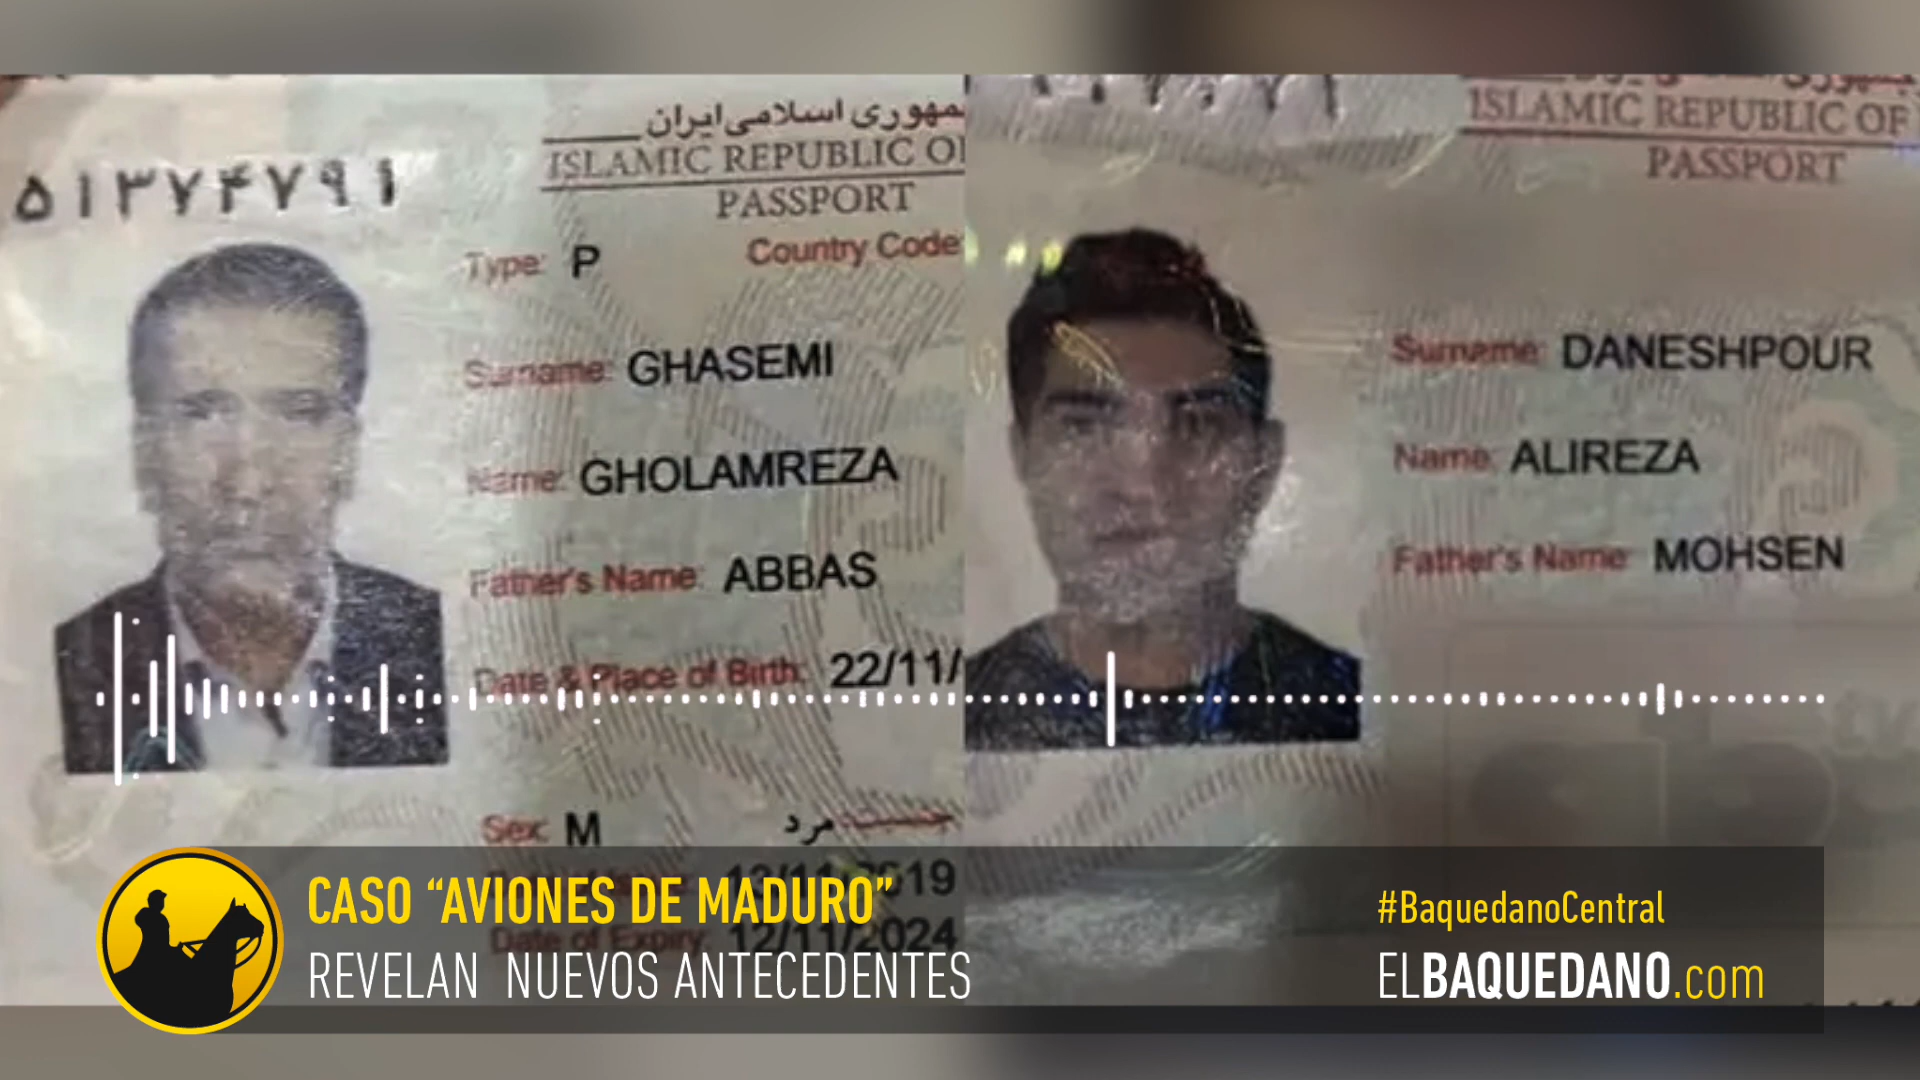 جمهوری اسلامی ایران
ISLAMIC REPUBLIC O
PASSPORT
۵۱۳۷۴۷۹۱
Type: P
Country Code:
Surname: GHASEMI
Name: GHOLAMREZA
Father's Name: ABBAS
Date & Place of Birth: 22/11/
Sex: M
مرد
جنسیت
Date of Expiry: 12/11/2024
ISLAMIC REPUBLIC OF
PASSPORT
Surname: DANESHPOUR
Name: ALIREZA
Father's Name: MOHSEN
CASO “AVIONES DE MADURO”
REVELAN NUEVOS ANTECEDENTES
#BaquedanoCentral
ELBAQUEDANO.com